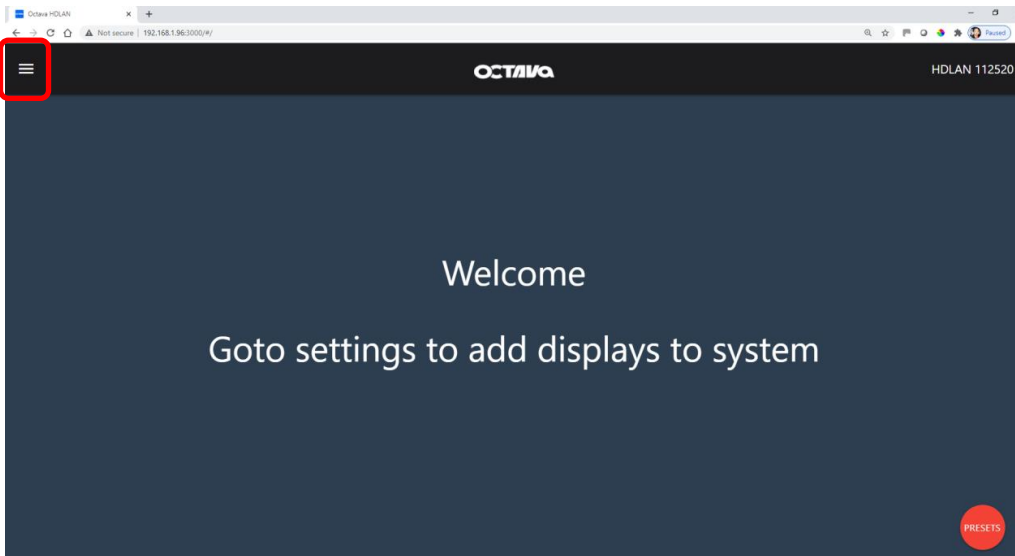 Octava HDLAN
Not secure | 192.168.1.96:3000/#/
Paused
OCTAVA
HDLAN 112520
Welcome
Goto settings to add displays to system
PRESETS